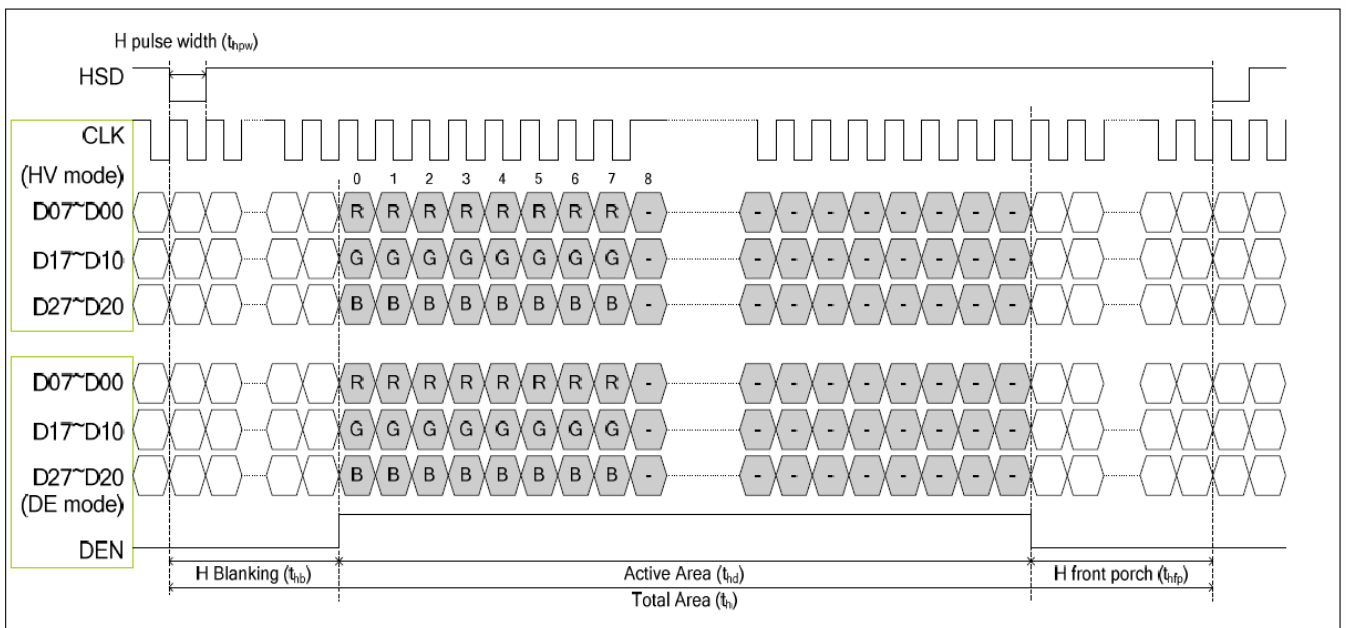 H pulse width (thpw)
HSD
CLK
(HV mode)
0 1 2 3 4 5 6 7 8
D07~D00 R R R R R R R R - - - - - - - - -
D17~D10 G G G G G G G G - - - - - - - - -
D27~D20 B B B B B B B B - - - - - - - - -
D07~D00 R R R R R R R R - - - - - - - - -
D17~D10 G G G G G G G G - - - - - - - - -
D27~D20 B B B B B B B B - - - - - - - - -
(DE mode)
DEN
H Blanking (thb) Active Area (thd) H front porch (thfp)
Total Area (th)